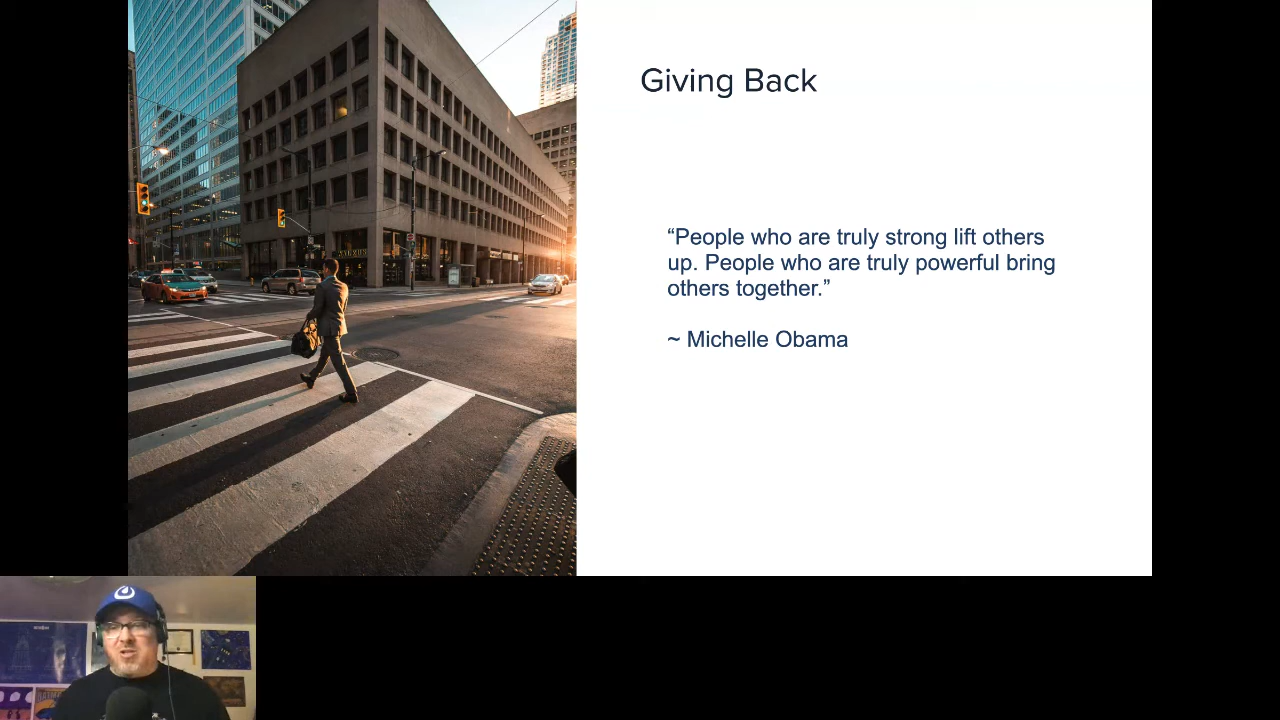 Giving Back
“People who are truly strong lift others
up. People who are truly powerful bring
others together.”
~ Michelle Obama